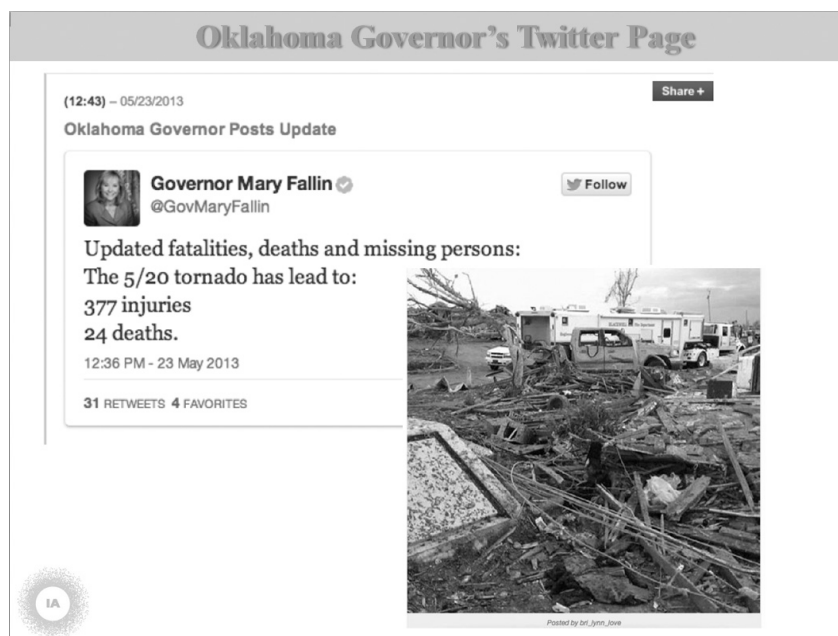 Oklahoma Governor's Twitter Page
Share +
(12:43) – 05/23/2013
Oklahoma Governor Posts Update
Governor Mary Fallin
Follow
@GovMaryFallin
Updated fatalities, deaths and missing persons:
The 5/20 tornado has lead to:
377 injuries
24 deaths.
12:36 PM - 23 May 2013
31 RETWEETS 4 FAVORITES
Posted by bri_lynn_love
IA